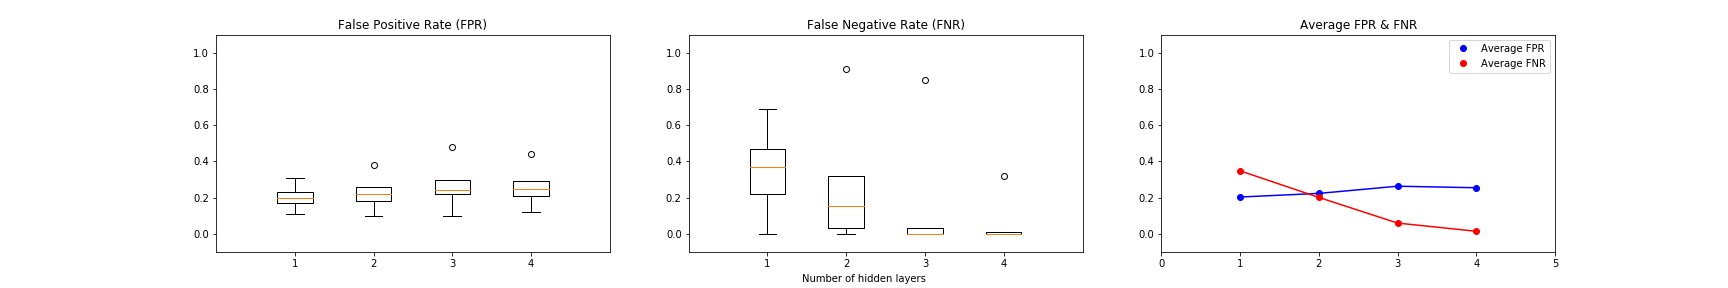 False Positive Rate (FPR)
1.0
0.8
0.6
0.4
0.2
0.0
1 2 3 4
False Negative Rate (FNR)
1.0
0.8
0.6
0.4
0.2
0.0
1 2 3 4
Number of hidden layers
Average FPR & FNR
Average FPR
Average FNR
1.0
0.8
0.6
0.4
0.2
0.0
0 1 2 3 4 5